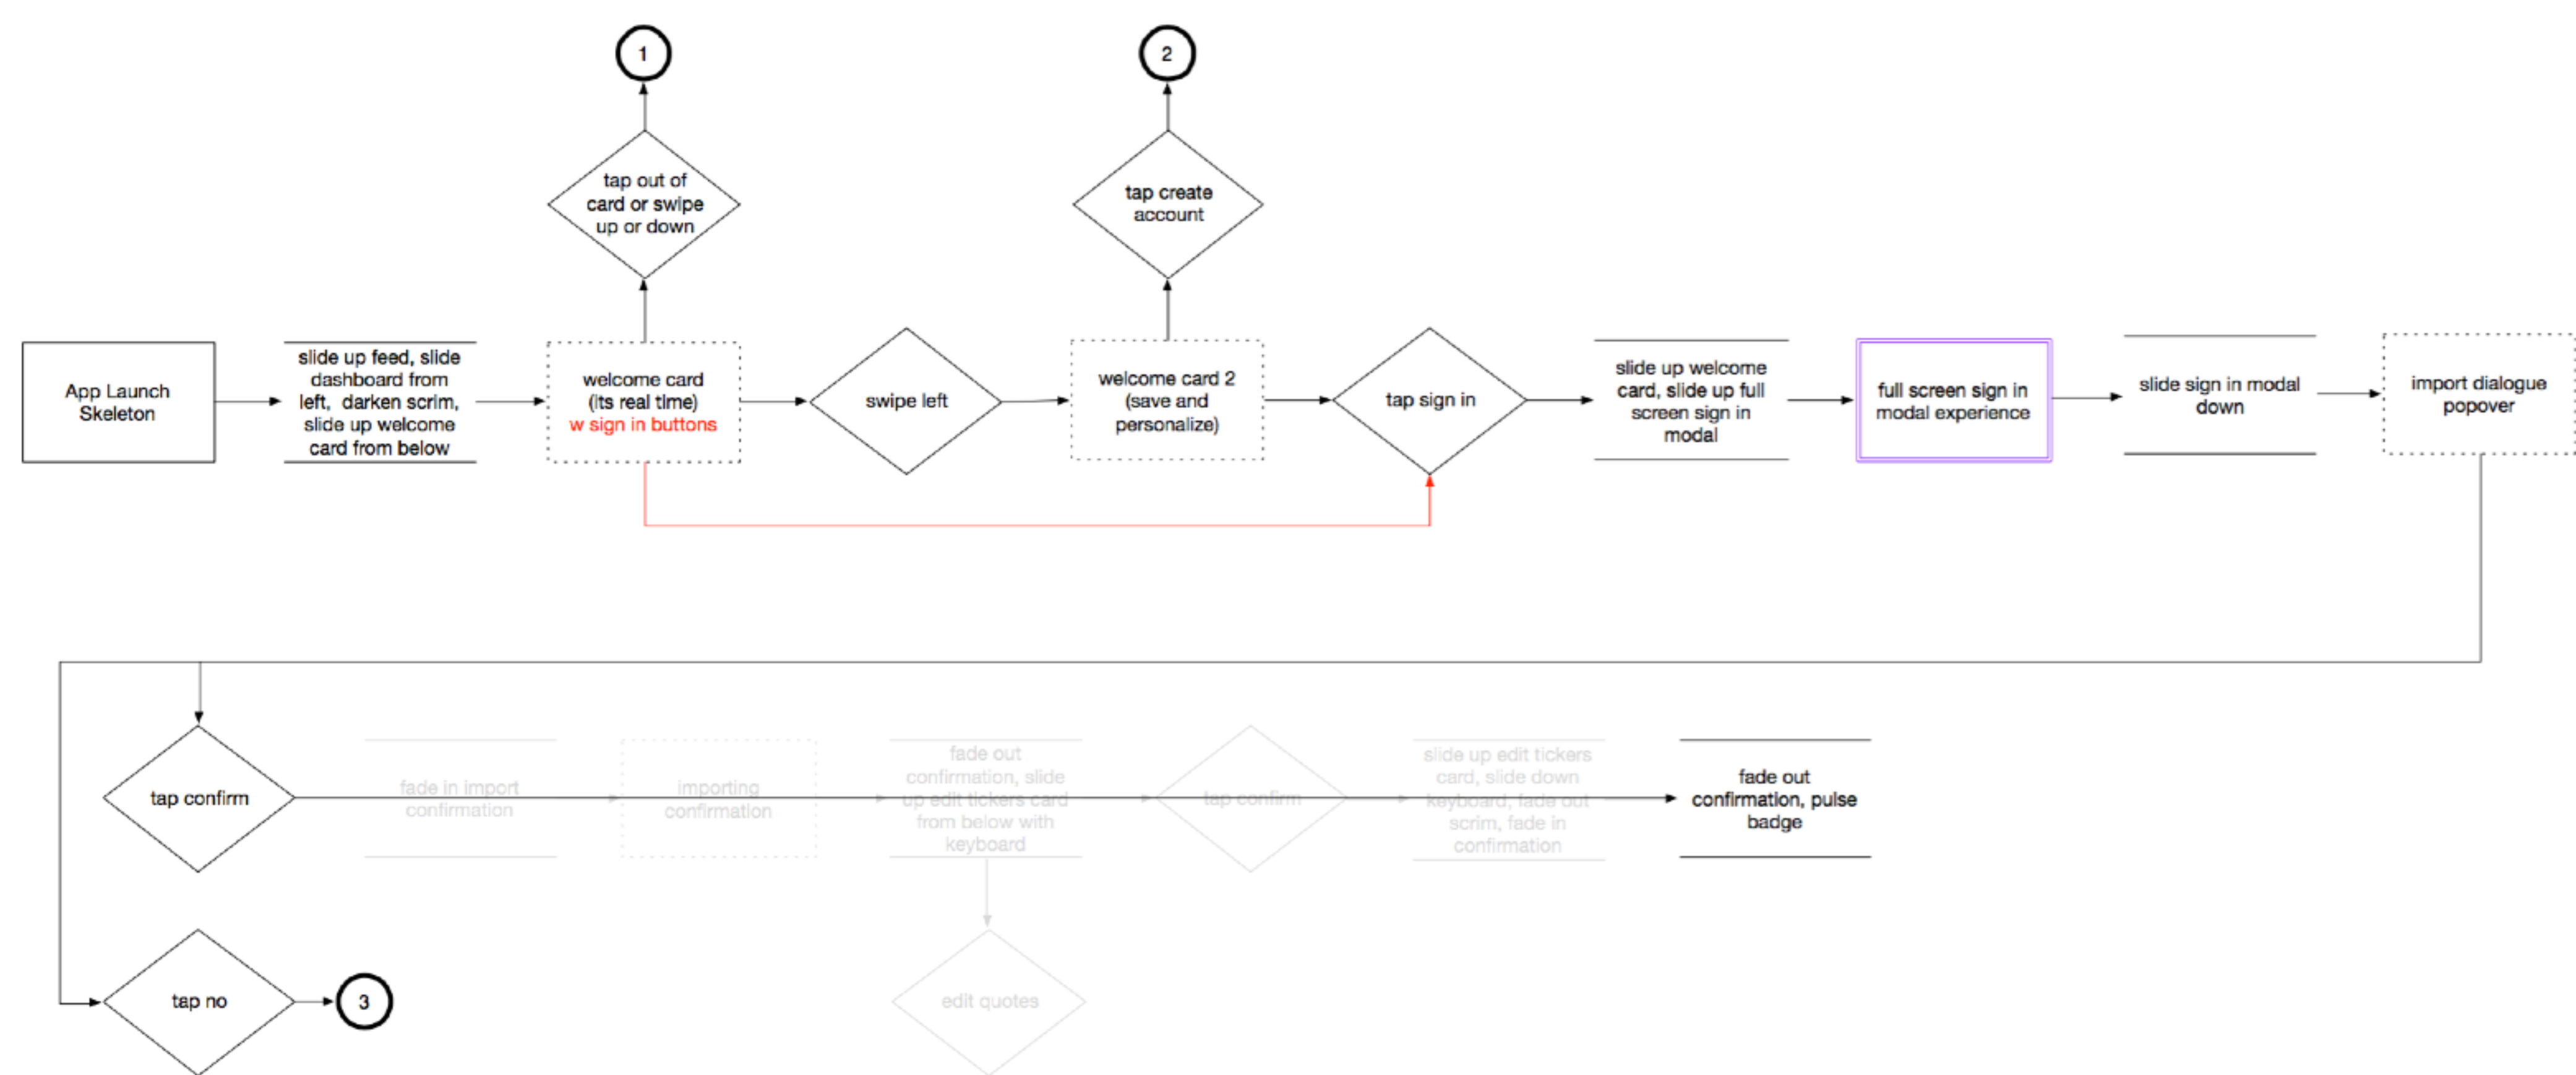 1
2
tap out of
card or swipe
up or down
tap create
account
App Launch
Skeleton
slide up feed, slide
dashboard from
left, darken scrim,
slide up welcome
card from below
welcome card
(its real time)
w sign in buttons
swipe left
welcome card 2
(save and
personalize)
tap sign in
slide up welcome
card, slide up full
screen sign in
modal
full screen sign in
modal experience
slide sign in modal
down
import dialogue
popover
tap confirm
fade in import
confirmation
importing
confirmation
fade out
confirmation, slide
up edit tickers card
from below with
keyboard
tap confirm
slide up edit tickers
card, slide down
keyboard, fade out
scrim, fade in
confirmation
fade out
confirmation, pulse
badge
tap no
3
edit quotes